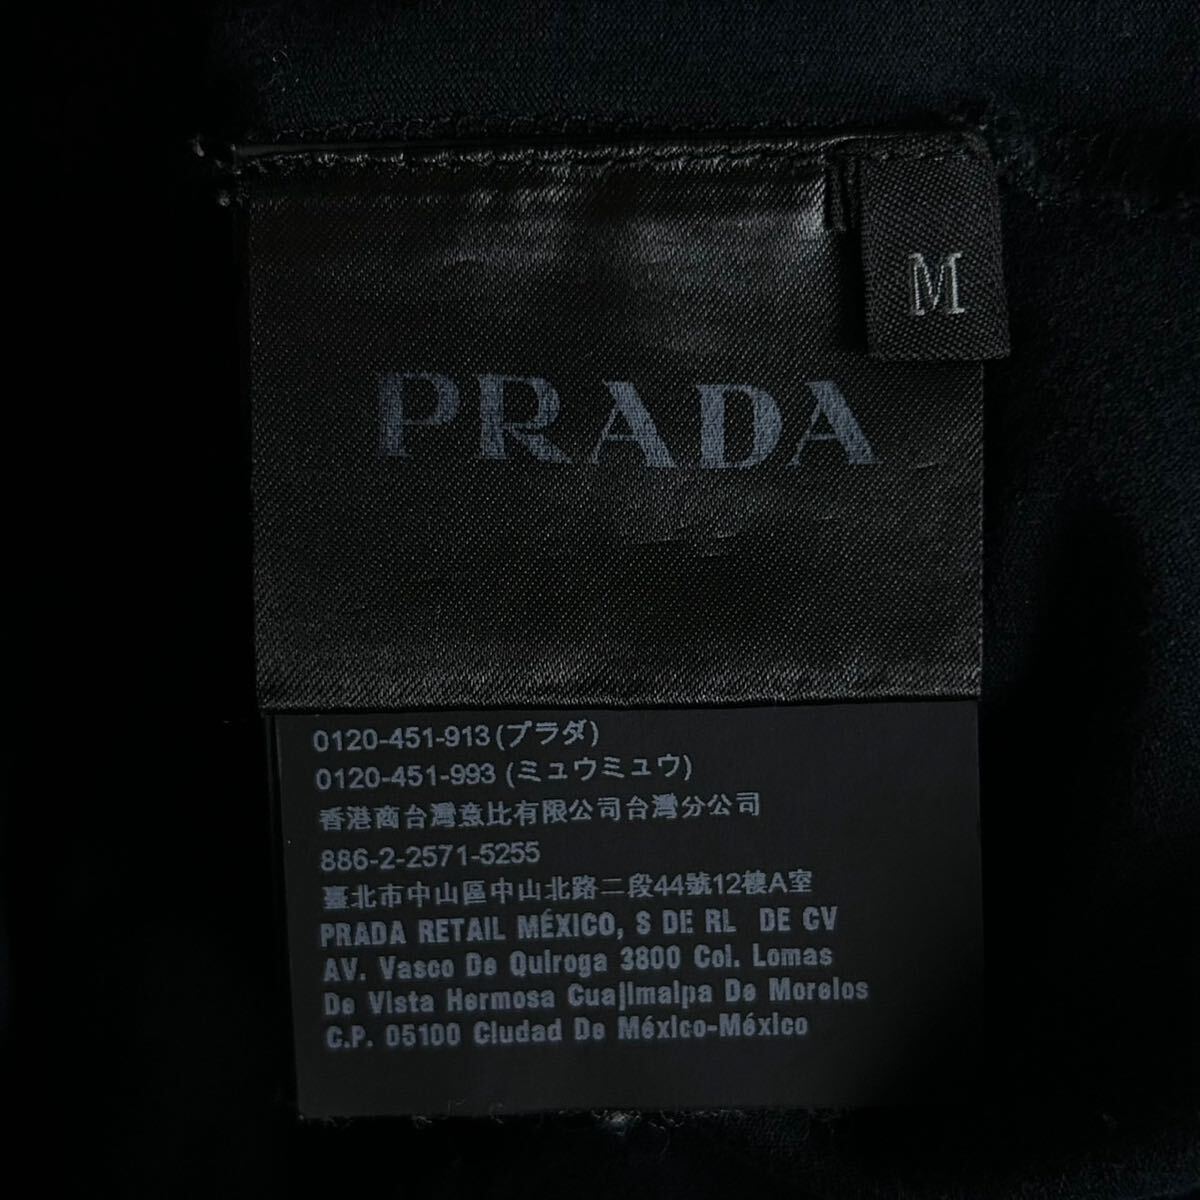 M
PRADA
0120-451-913(プラダ)
0120-451-993 (ミュウミュウ)
香港商台灣意比有限公司台灣分公司
886-2-2571-5255
臺北市中山區中山北路二段44號12樓A室
PRADA RETAIL MÉXICO, S DE RL DE CV
AV. Vasco De Quiroga 3800 Col. Lomas
De Vista Hermosa Cuajimalpa De Morelos
C.P. 05100 Ciudad De México-México